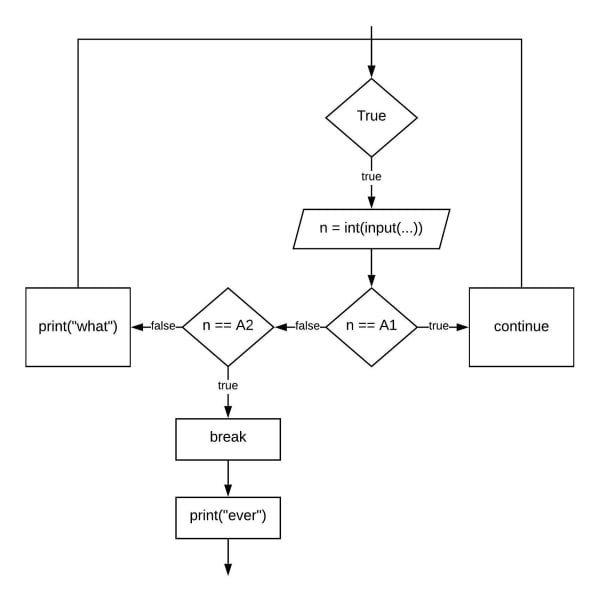 True
true
n = int(input(...))
print("what")
false
n == A2
false
n == A1
true
continue
true
break
print("ever")